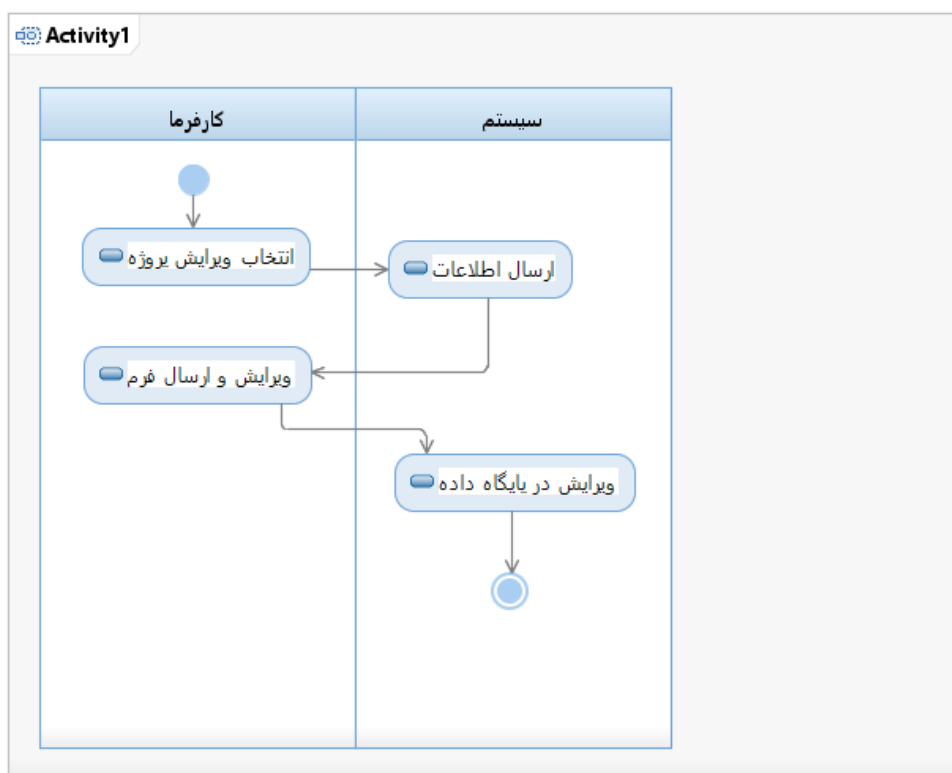 Activity1
کارفرما
سیستم
انتخاب ویرایش پروژه
ارسال اطلاعات
ویرایش و ارسال فرم
ویرایش در پایگاه داده